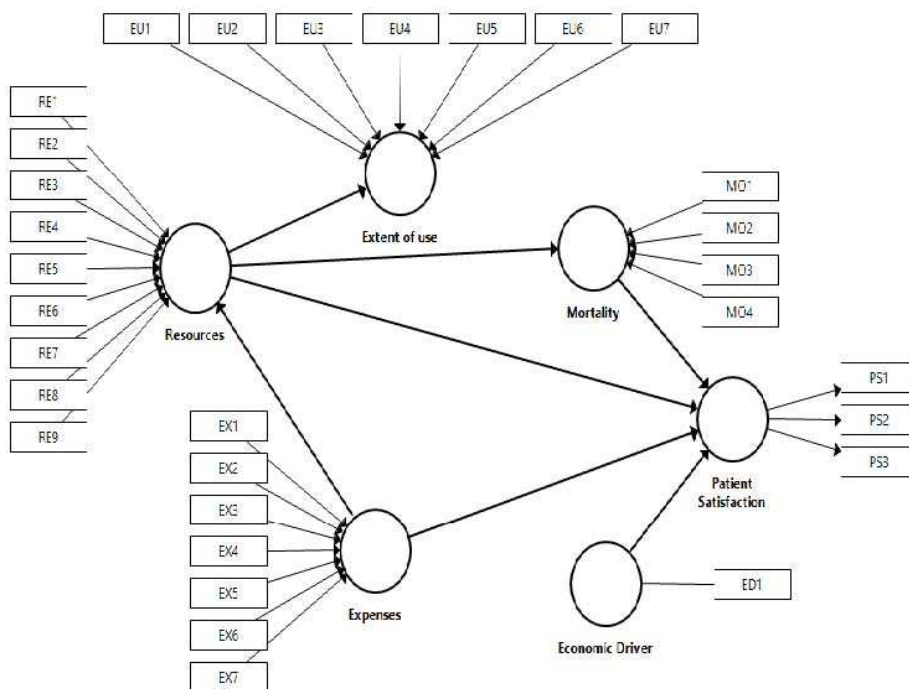 EU1
EU2
EU3
EU4
EU5
EU6
EU7
RE1
RE2
RE3
RE4
RE5
RE6
RE7
RE8
RE9
Extent of use
Resources
MO1
MO2
MO3
MO4
Mortality
PS1
PS2
PS3
Patient
Satisfaction
EX1
EX2
EX3
EX4
EX5
EX6
EX7
Expenses
ED1
Economic Driver